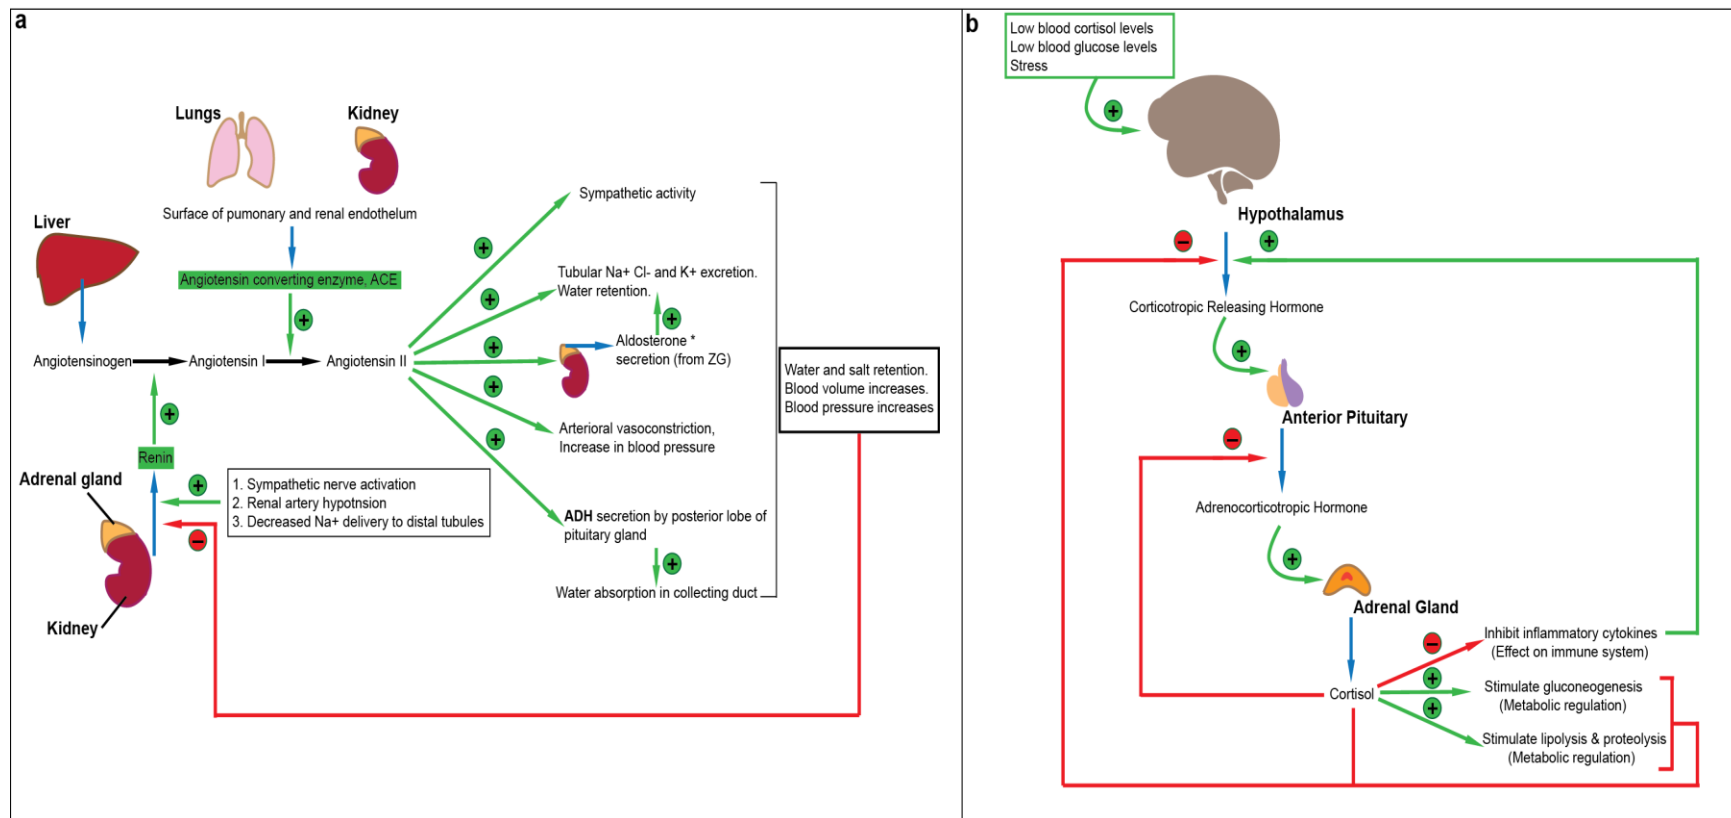 a
Lungs
Kidney
Surface of pumonary and renal endothelum
Liver
Angiotensin converting enzyme, ACE
Angiotensinogen
Angiotensin I
Angiotensin II
Renin
Adrenal gland
Kidney
1. Sympathetic nerve activation
2. Renal artery hypotnsion
3. Decreased Na+ delivery to distal tubules
Sympathetic activity
Tubular Na+ Cl- and K+ excretion.
Water retention.
Aldosterone *
secretion (from ZG)
Arterioral vasoconstriction,
Increase in blood pressure
ADH secretion by posterior lobe of
pituitary gland
Water absorption in collecting duct
Water and salt retention.
Blood volume increases.
Blood pressure increases
b
Low blood cortisol levels
Low blood glucose levels
Stress
Hypothalamus
Corticotropic Releasing Hormone
Anterior Pituitary
Adrenocorticotropic Hormone
Adrenal Gland
Cortisol
Inhibit inflammatory cytokines
(Effect on immune system)
Stimulate gluconeogenesis
(Metabolic regulation)
Stimulate lipolysis & proteolysis
(Metabolic regulation)